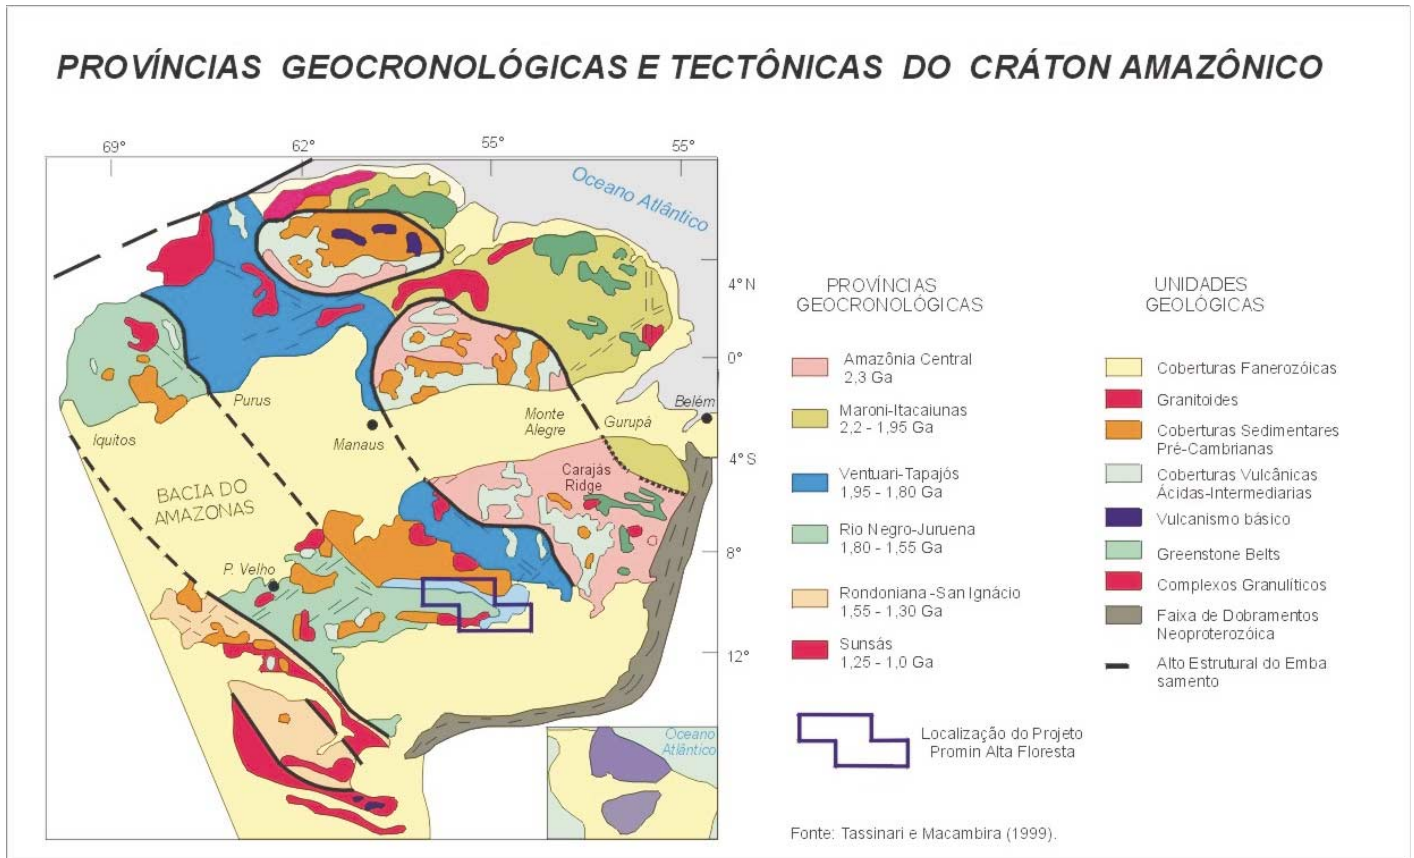 PROVÍNCIAS GEOCRONOLÓGICAS E TECTÔNICAS DO CRÁTON AMAZÔNICO
69°
62°
55°
55°
Oceano Atlântico
4°N
0°
4°S
8°
12°
Purus
Iquitos
Manaus
Monte
Alegre
Gurupá
Belém
Carajás
Ridge
BACIA DO
AMAZONAS
P. Velho
Oceano
Atlântico
PROVÍNCIAS
GEOCRONOLÓGICAS
Amazônia Central
2,3 Ga
Maroni-Itacaiunas
2,2 - 1,95 Ga
Ventuari-Tapajós
1,95 - 1,80 Ga
Rio Negro-Juruena
1,80 - 1,55 Ga
Rondoniana -San Ignácio
1,55 - 1,30 Ga
Sunsás
1,25 - 1,0 Ga
Localização do Projeto
Promin Alta Floresta
UNIDADES
GEOLÓGICAS
Coberturas Fanerozóicas
Granitoides
Coberturas Sedimentares
Pré-Cambrianas
Coberturas Vulcânicas
Ácidas-Intermediarias
Vulcanismo básico
Greenstone Belts
Complexos Granulíticos
Faixa de Dobramentos
Neoproterozóica
Alto Estrutural do Emba
samento
Fonte: Tassinari e Macambira (1999).